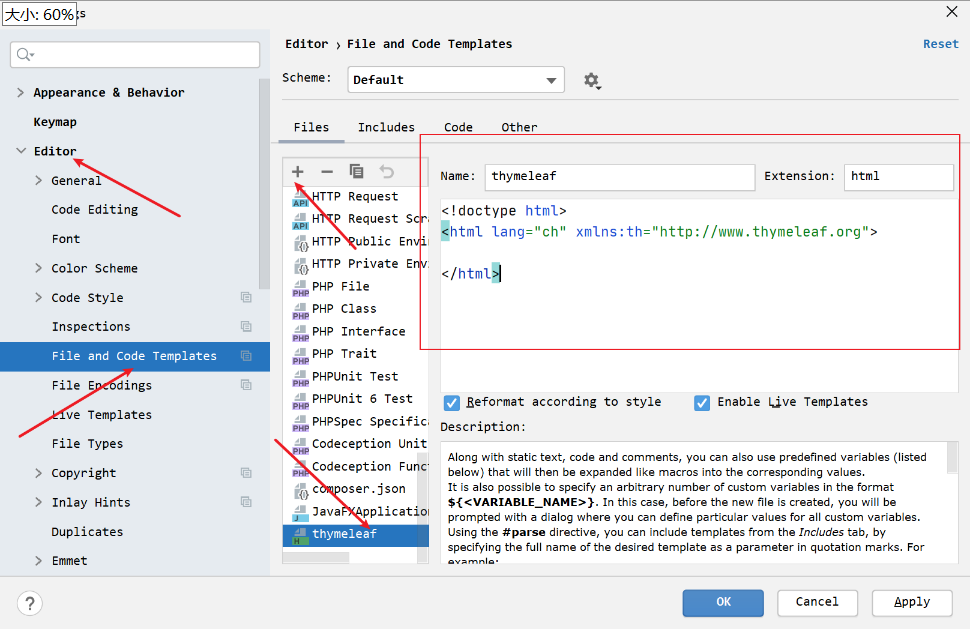 大小: 60%
gs
Editor › File and Code Templates
Reset
Scheme:
Default
Appearance & Behavior
Keymap
Editor
General
Code Editing
Font
Color Scheme
Code Style
Inspections
File and Code Templates
File Encodings
Live Templates
File Types
Copyright
Inlay Hints
Duplicates
Emmet
Files
Includes
Code
Other
HTTP Request
HTTP Request Scr
HTTP Public Envi
HTTP Private Env
PHP File
PHP Class
PHP Interface
PHP Trait
PHPUnit Test
PHPUnit 6 Test
PHPSpec Specifica
Codeception Unit
Codeception Func
composer.json
JavaFXApplication
thymeleaf
Name:
thymeleaf
Extension:
html
<!doctype html>
<html lang="ch" xmlns:th="http://www.thymeleaf.org">
</html>
Reformat according to style
Enable Live Templates
Description:
Along with static text, code and comments, you can also use predefined variables (listed
below) that will then be expanded like macros into the corresponding values.
It is also possible to specify an arbitrary number of custom variables in the format
${<VARIABLE_NAME>}. In this case, before the new file is created, you will be
prompted with a dialog where you can define particular values for all custom variables.
Using the #parse directive, you can include templates from the Includes tab, by
specifying the full name of the desired template as a parameter in quotation marks. For
example:
?
OK
Cancel
Apply